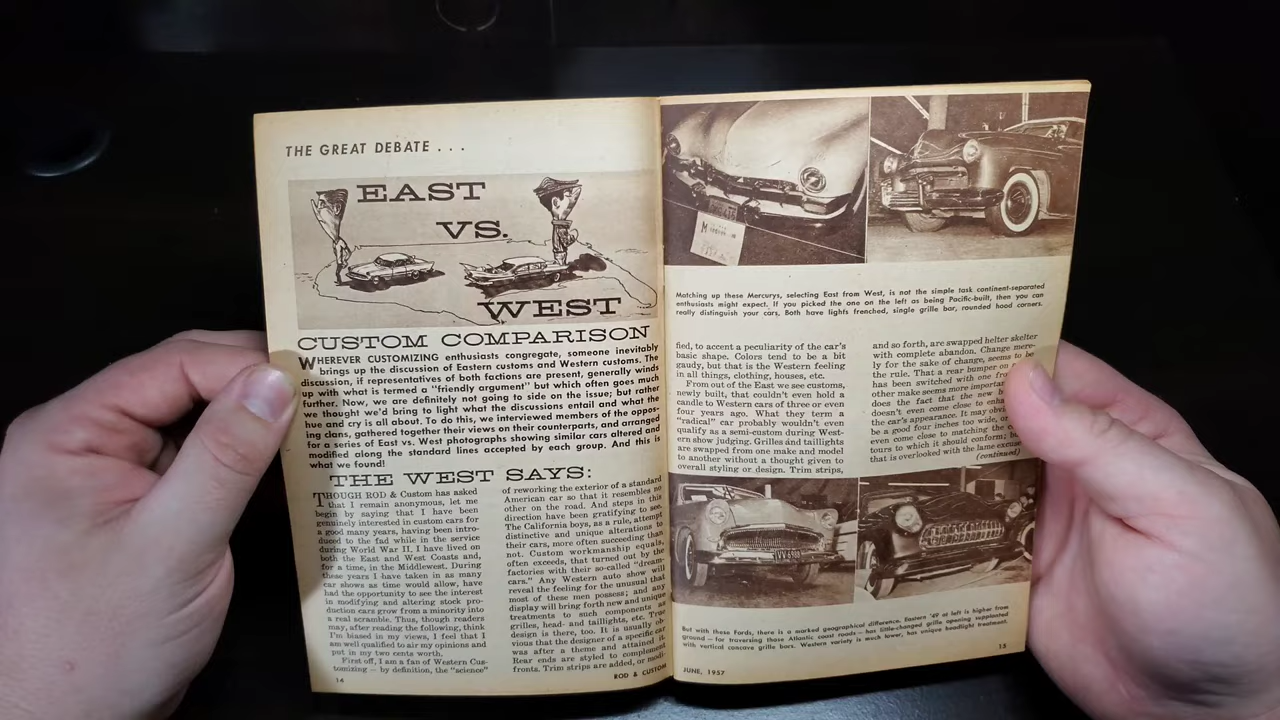 THE GREAT DEBATE . . .
EAST
VS.
WEST
CUSTOM COMPARISON
WHEREVER CUSTOMIZING enthusiasts congregate, someone inevitably
brings up the discussion of Eastern customs and Western customs. The
discussion, if representatives of both factions are present, generally winds
up with what is termed a "friendly argument" but which often goes much
further. Now, we are definitely not going to side on the issue; but rather
we thought we'd bring to light what the discussions entail and what the
hue and cry is all about. To do this, we interviewed members of the oppos-
ing clans, gathered together their views on their counterparts, and arranged
for a series of East vs. West photographs showing similar cars altered and
modified along the standard lines accepted by each group. And this is
what we found!
THE WEST SAYS:
THOUGH ROD & Custom has asked
that I remain anonymous, let me
begin by saying that I have been
genuinely interested in custom cars for
a good many years, having been intro-
duced to the fad while in the service
during World War II. I have lived on
both the East and West Coasts and,
for a time, in the Middlewest. During
these years I have taken in as many
car shows as time would allow, have
had the opportunity to see the interest
in modifying and altering stock pro-
duction cars grow from a minority into
a real scramble. Thus, though readers
may, after reading the following, think
I'm biased in my views, I feel that I
am well qualified to air my opinions and
put in my two cents worth.
First off, I am a fan of Western Cus-
tomizing — by definition, the "science"
of reworking the exterior of a standard
American car so that it resembles no
other on the road. And steps in this
direction have been gratifying to see.
The California boys, as a rule, attempt
distinctive and unique alterations to
their cars, more often succeeding than
not. Custom workmanship equals,
often exceeds, that turned out by the
factories with their so-called "dream-
cars." Any Western auto show will
reveal the feeling for the unusual that
most of these men possess; and any
display will bring forth new and unique
treatments to such components as
grilles, head- and taillights, etc. True
design is there, too. It is usually ob-
vious that the designer of a specific car
was after a theme and attained it.
Rear ends are styled to complement
fronts. Trim strips are added, or modi-
14
ROD & CUSTOM
Matching up these Mercurys, selecting East from West, is not the simple task continent-separated
enthusiasts might expect. If you picked the one on the left as being Pacific-built, then you can
really distinguish your cars. Both have lights frenched, single grille bar, rounded hood corners.
fied, to accent a peculiarity of the car's
basic shape. Colors tend to be a bit
gaudy, but that is the Western feeling
in all things, clothing, houses, etc.
From out of the East we see customs,
newly built, that couldn't even hold a
candle to Western cars of three or even
four years ago. What they term a
"radical" car probably wouldn't even
qualify as a semi-custom during West-
ern show judging. Grilles and taillights
are swapped from one make and model
to another without a thought given to
overall styling or design. Trim strips,
and so forth, are swapped helter skelter
with complete abandon. Change mere-
ly for the sake of change, seems to be
the rule. That a rear bumper on
has been switched with one from
other make seems more important
does the fact that the new
doesn't even come close to
the car's appearance. It may
be a good four inches too wide, or
even come close to matching the
tours to which it should conform;
that is overlooked with the lame excuse
(continued)
But with these Fords, there is a marked geographical difference. Eastern '49 at left is higher from
ground — for traversing those Atlantic coast roads — has little-changed grille opening supplanted
with vertical concave grille bars. Western variety is much lower, has unique headlight treatment.
JUNE, 1957
15